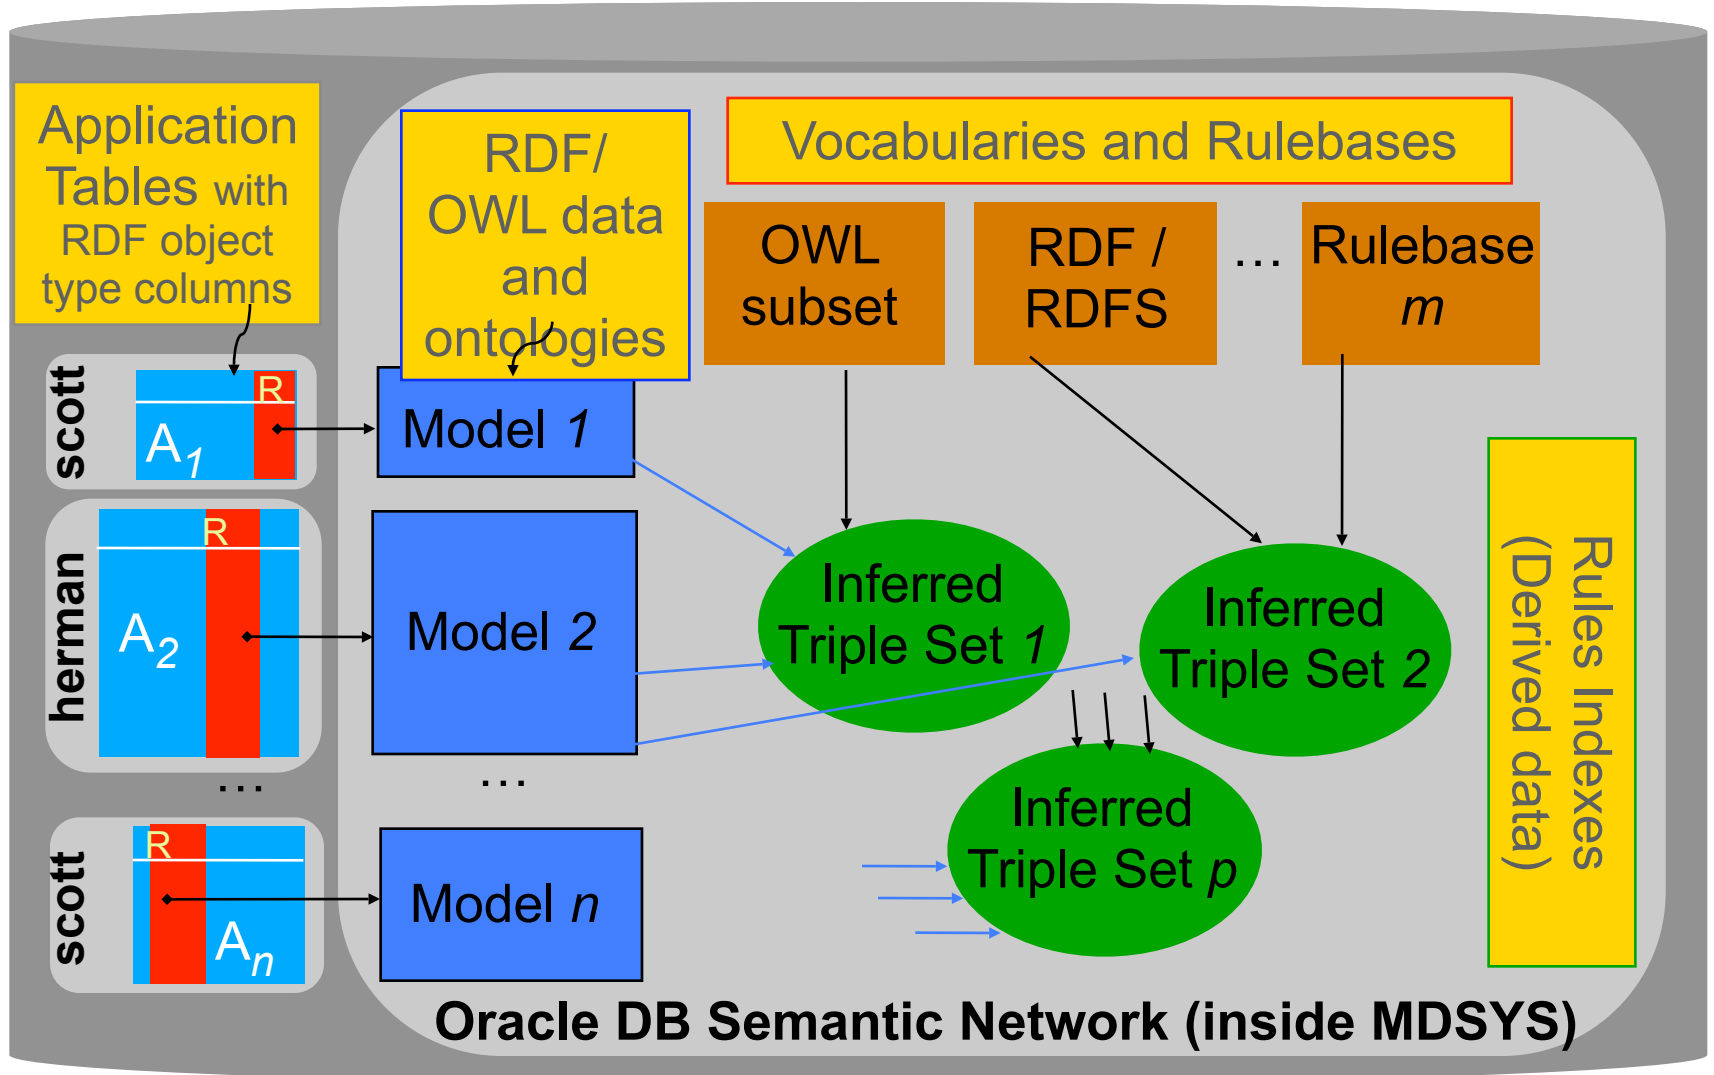 Application
Tables with
RDF object
type columns
RDF/
OWL data
and
ontologies
Vocabularies and Rulebases
OWL
subset
RDF /
RDFS
…
Rulebase
m
scott
R
A1
Model 1
herman
R
A2
Model 2
…
…
scott
R
An
Model n
Inferred
Triple Set 1
Inferred
Triple Set 2
Inferred
Triple Set p
Rules Indexes
(Derived data)
Oracle DB Semantic Network (inside MDSYS)